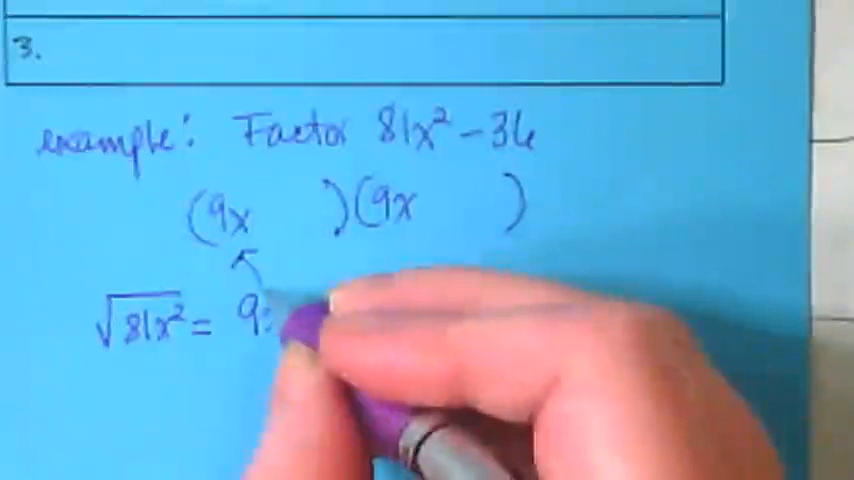 3.
example: Factor 81x² - 36
(9x )(9x )
√81x² = 9